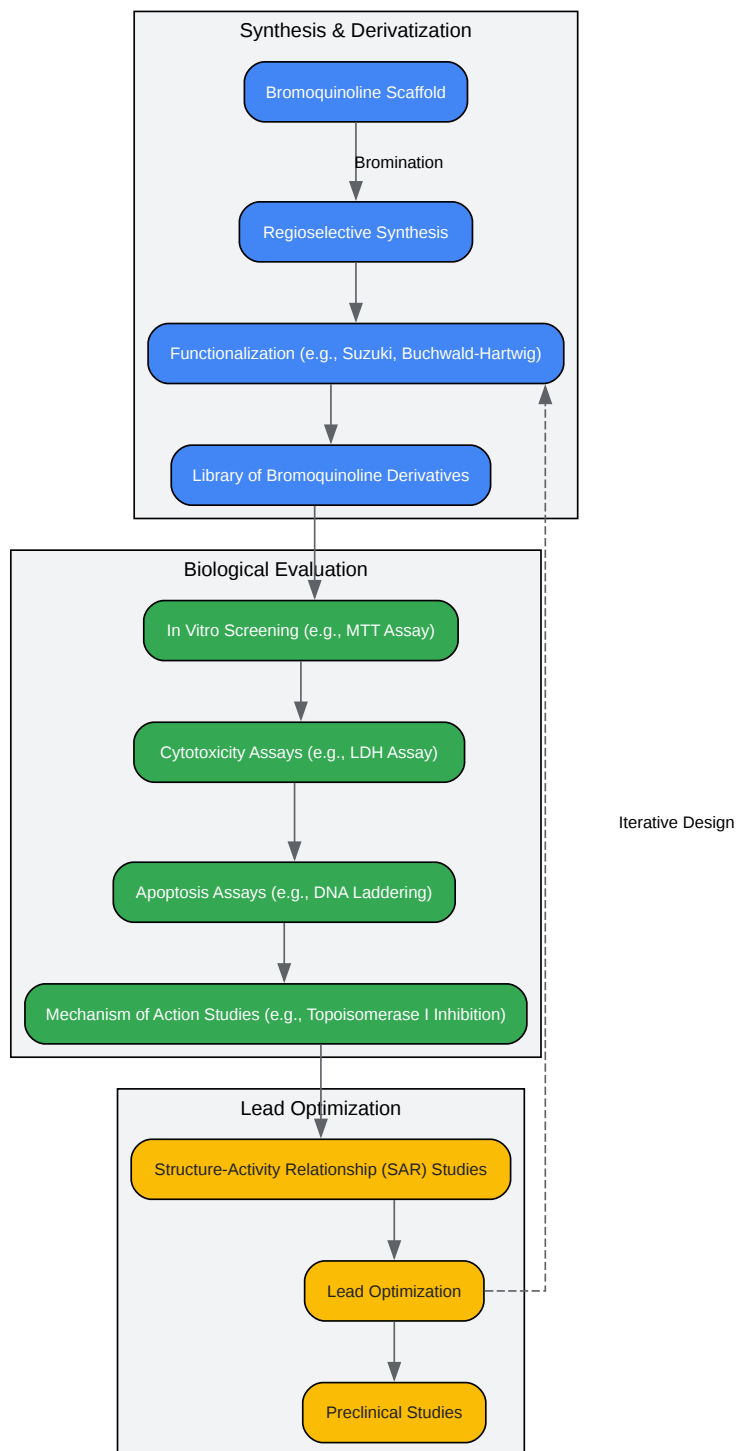 Synthesis & Derivatization
Bromoquinoline Scaffold
Bromination
Regioselective Synthesis
Functionalization (e.g., Suzuki, Buchwald-Hartwig)
Library of Bromoquinoline Derivatives
Biological Evaluation
In Vitro Screening (e.g., MTT Assay)
Cytotoxicity Assays (e.g., LDH Assay)
Iterative Design
Apoptosis Assays (e.g., DNA Laddering)
Mechanism of Action Studies (e.g., Topoisomerase I Inhibition)
Lead Optimization
Structure-Activity Relationship (SAR) Studies
Lead Optimization
Preclinical Studies